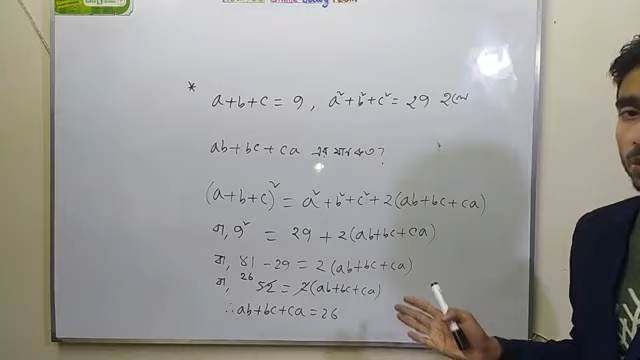 * a+b+c = 9, a²+b²+c² = 29 হলে
ab+bc+ca এর মান কত?
(a+b+c)² = a²+b²+c²+2(ab+bc+ca)
বা, 9² = 29 + 2(ab+bc+ca)
বা, 81 - 29 = 2(ab+bc+ca)
বা, 26 52 = 2(ab+bc+ca)
∴ ab+bc+ca = 26